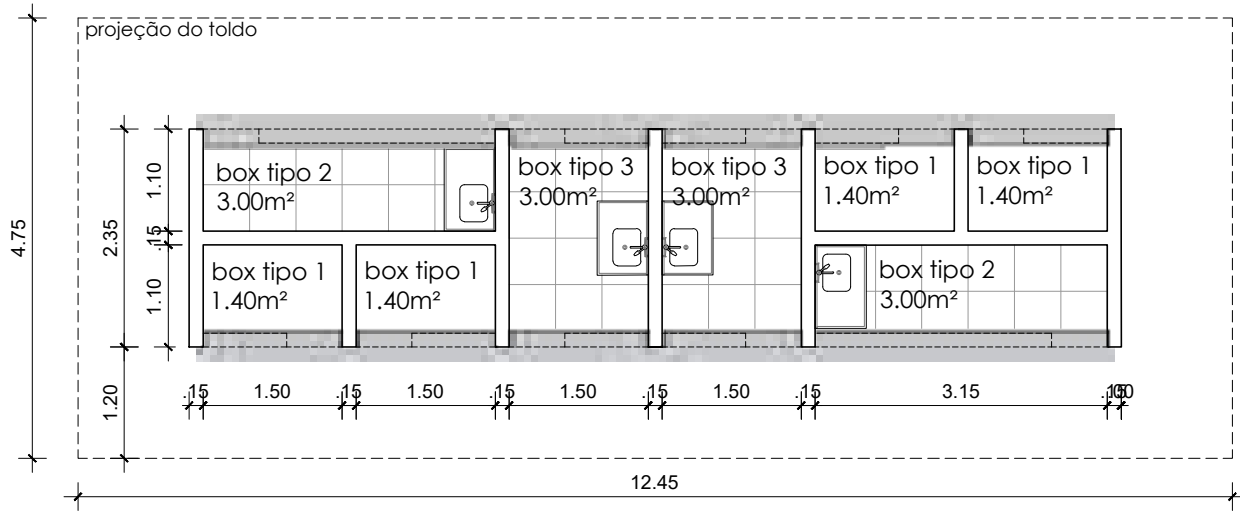 projeção do toldo
box tipo 2
3.00m²
box tipo 3
3.00m²
box tipo 3
3.00m²
box tipo 1
1.40m²
box tipo 1
1.40m²
box tipo 1
1.40m²
box tipo 1
1.40m²
box tipo 2
3.00m²
4.75
2.35
1.20
1.10
.15
1.10
.15
1.50
.15
1.50
.15
1.50
.15
1.50
.15
3.15
.15
12.45